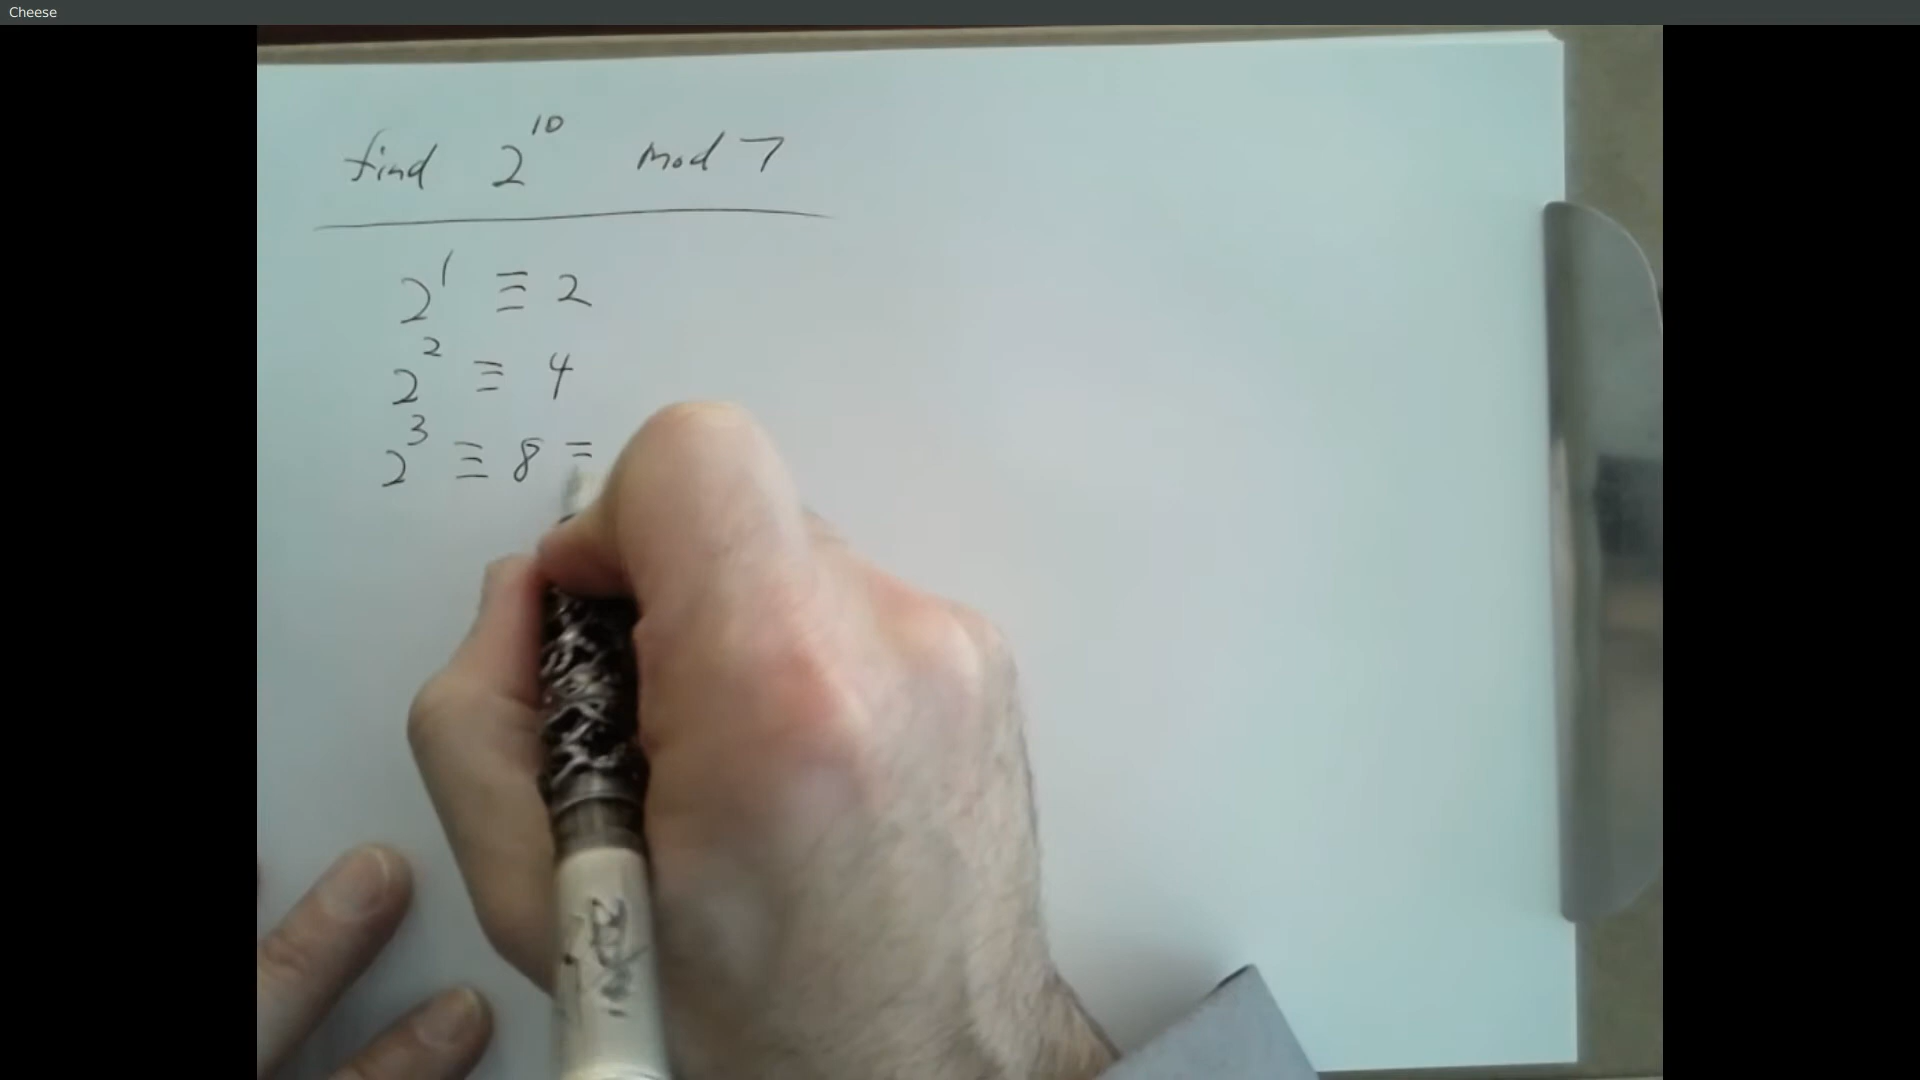 Cheese
find 2^10 mod 7
2^1 ≡ 2
2^2 ≡ 4
2^3 ≡ 8 =